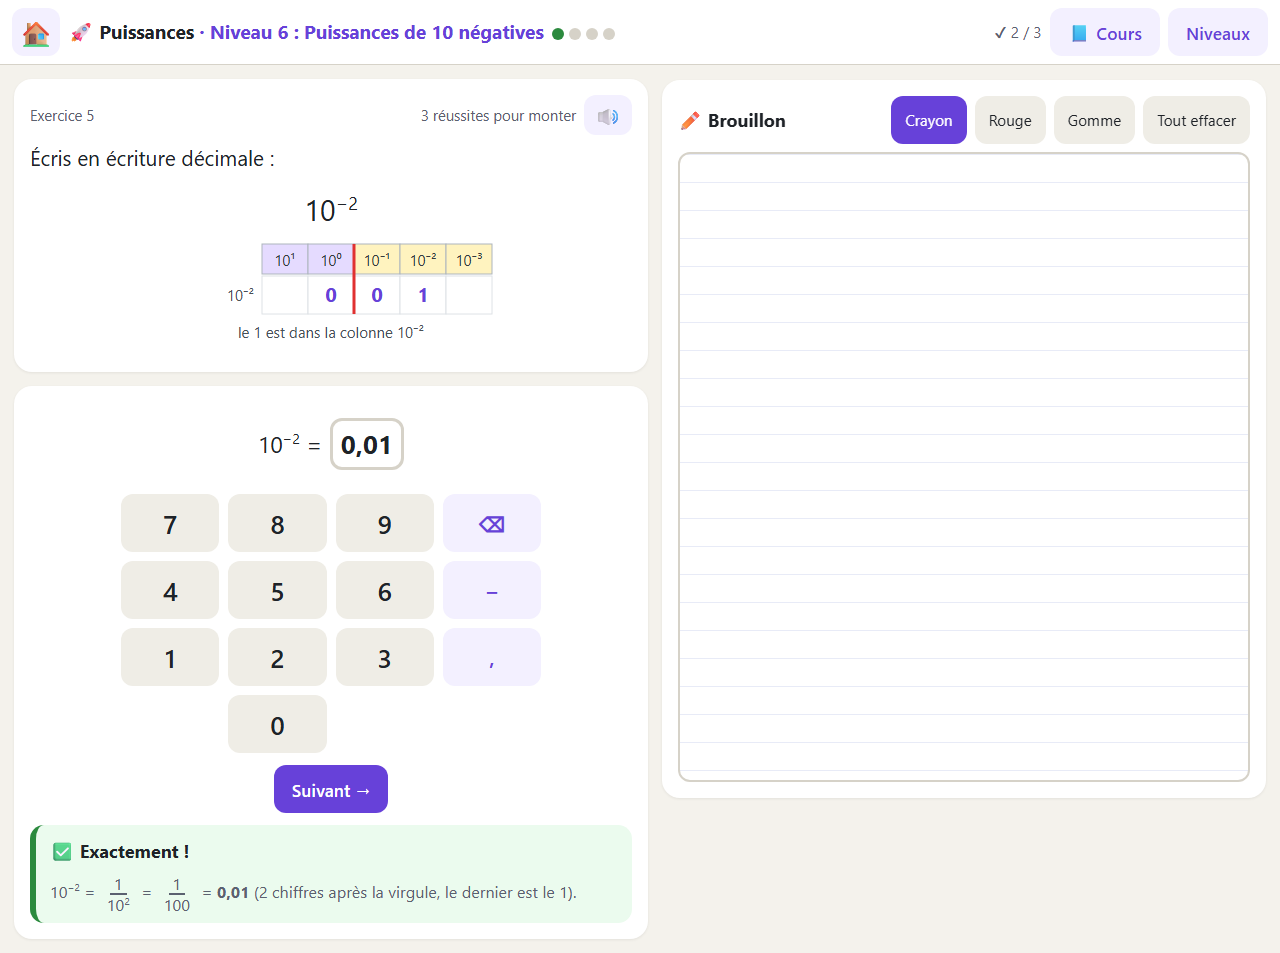 Puissances · Niveau 6 : Puissances de 10 négatives
✓ 2 / 3
Cours
Niveaux
Exercice 5
3 réussites pour monter
Écris en écriture décimale :
10⁻²
10¹ 10⁰ 10⁻¹ 10⁻² 10⁻³
10⁻² 0 0 1
le 1 est dans la colonne 10⁻²
10⁻² = 0,01
7 8 9 ⌫
4 5 6 −
1 2 3 ,
0
Suivant →
✅ Exactement !
10⁻² = 1/10² = 1/100 = 0,01 (2 chiffres après la virgule, le dernier est le 1).
Brouillon
Crayon
Rouge
Gomme
Tout effacer